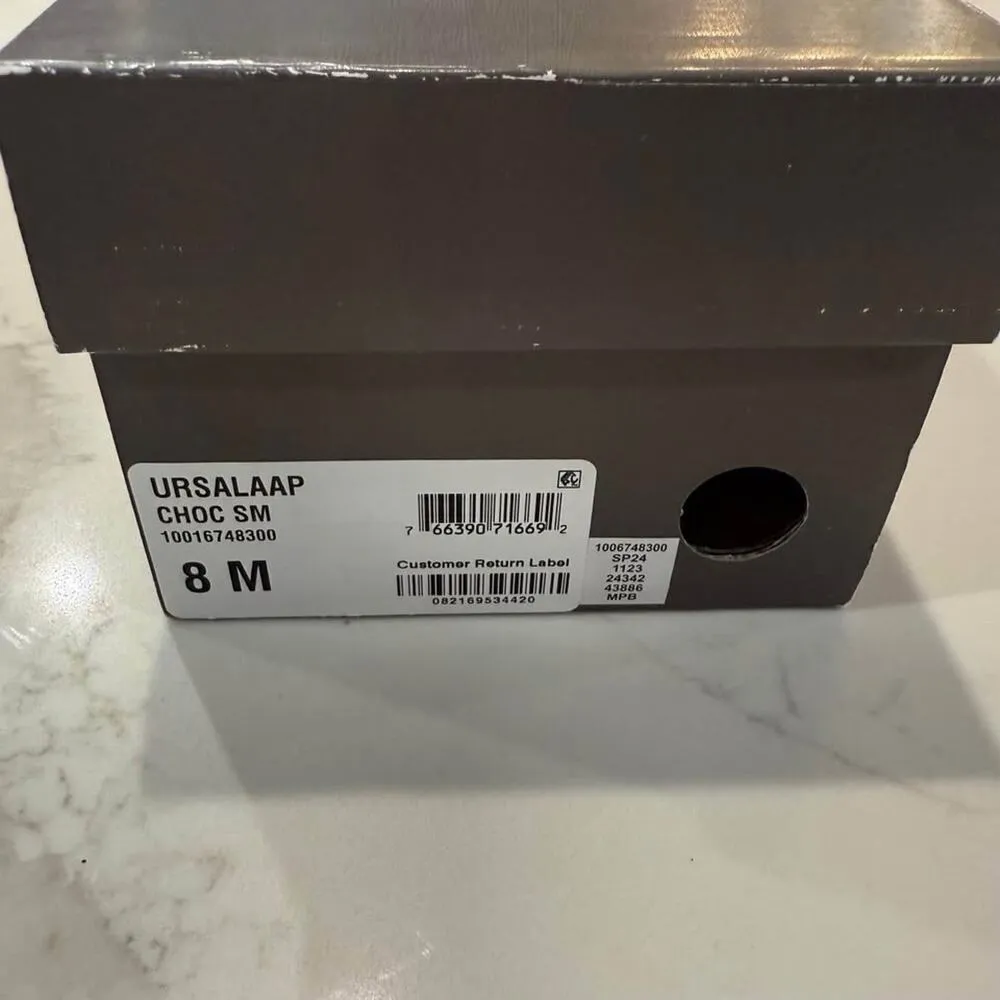 URSALAAP
CHOC SM
10016748300
8 M
7 66390 71669 2
Customer Return Label
082169534420
1006748300
SP24
1123
24342
43886
MPB